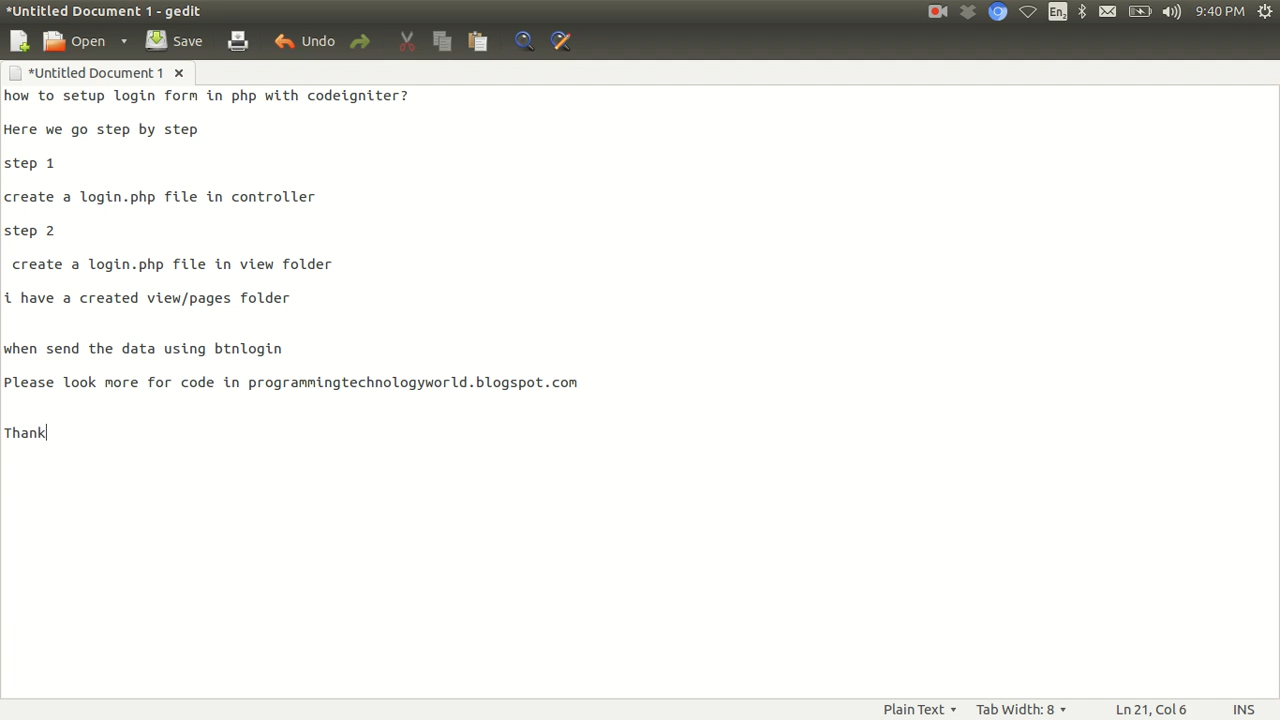 *Untitled Document 1 - gedit
En2
9:40 PM
Open
Save
Undo
*Untitled Document 1
how to setup login form in php with codeigniter?
Here we go step by step
step 1
create a login.php file in controller
step 2
create a login.php file in view folder
i have a created view/pages folder
when send the data using btnlogin
Please look more for code in programmingtechnologyworld.blogspot.com
Thank
Plain Text
Tab Width: 8
Ln 21, Col 6
INS